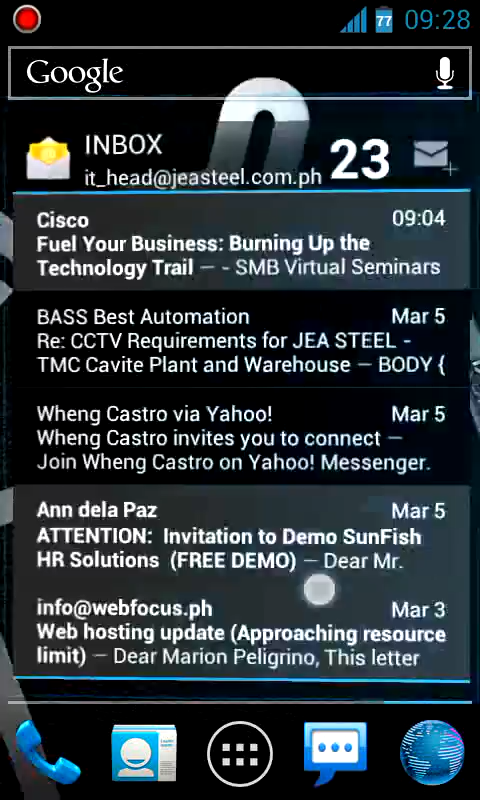 77 09:28
Google
INBOX
23
it_head@jeasteel.com.ph
Cisco 09:04
Fuel Your Business: Burning Up the
Technology Trail — - SMB Virtual Seminars
BASS Best Automation Mar 5
Re: CCTV Requirements for JEA STEEL -
TMC Cavite Plant and Warehouse — BODY {
Wheng Castro via Yahoo! Mar 5
Wheng Castro invites you to connect —
Join Wheng Castro on Yahoo! Messenger.
Ann dela Paz Mar 5
ATTENTION: Invitation to Demo SunFish
HR Solutions (FREE DEMO) — Dear Mr.
info@webfocus.ph Mar 3
Web hosting update (Approaching resource
limit) — Dear Marion Peligrino, This letter